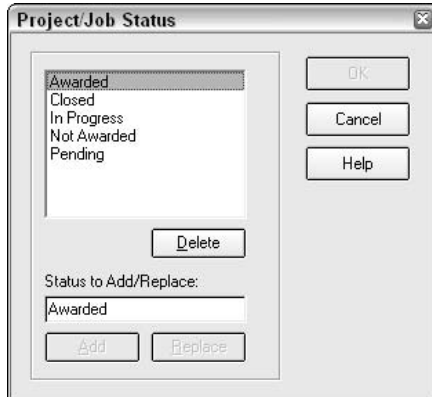 Project/Job Status
Awarded
Closed
In Progress
Not Awarded
Pending
OK
Cancel
Help
Delete
Status to Add/Replace:
Awarded
Add
Replace